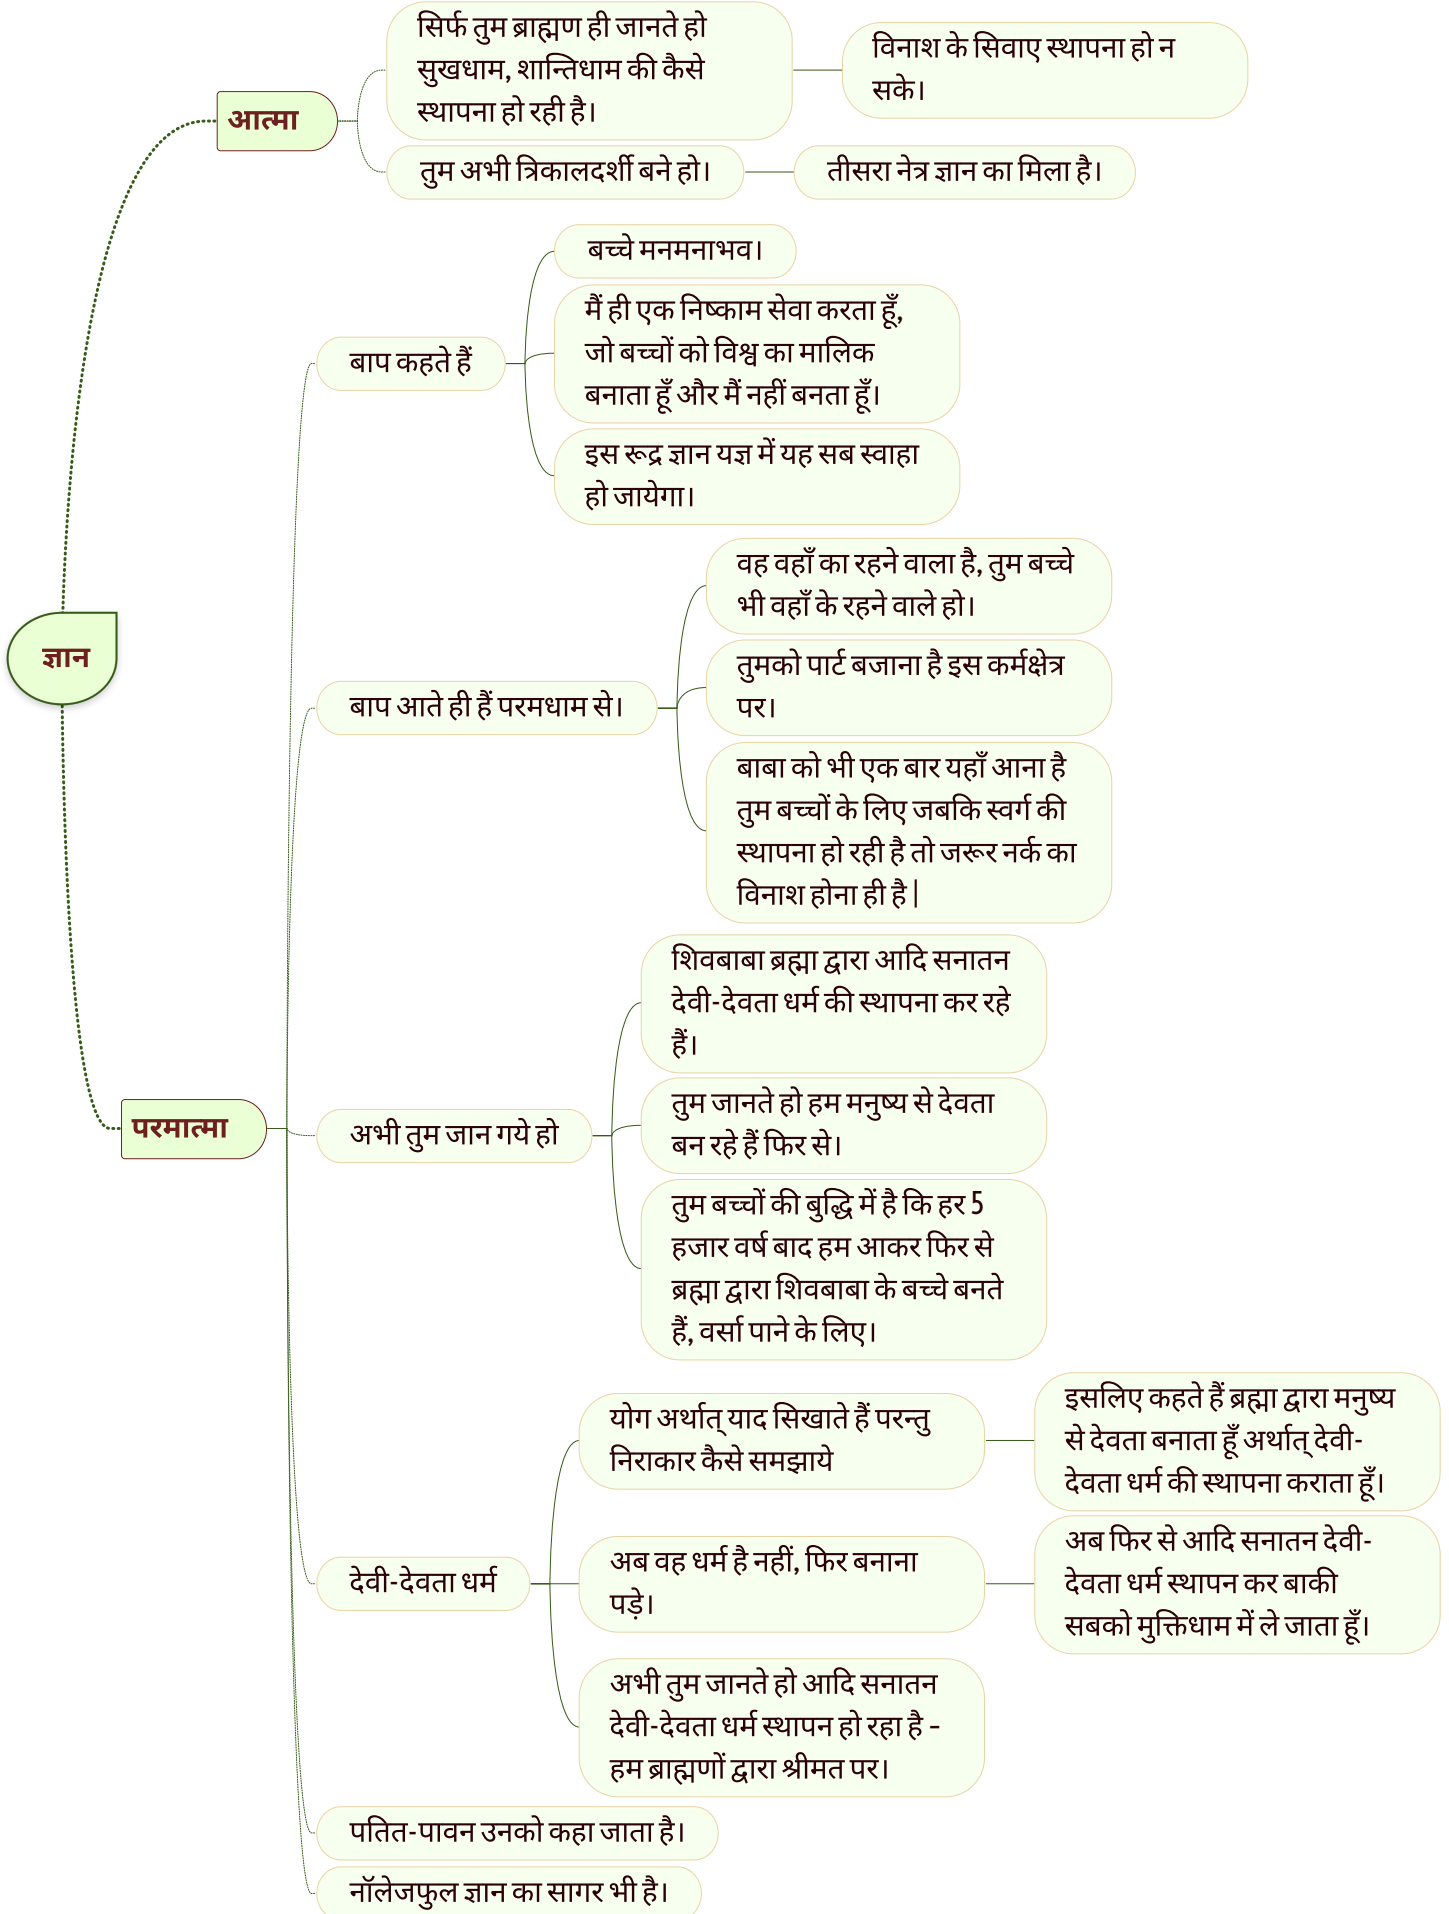 सिर्फ तुम ब्राह्मण ही जानते हो
सुखधाम, शान्तिधाम की कैसे
स्थापना हो रही है।
विनाश के सिवाए स्थापना हो न
सके।
आत्मा
तुम अभी त्रिकालदर्शी बने हो।
तीसरा नेत्र ज्ञान का मिला है।
बच्चे मनमनाभव।
बाप कहते हैं
मैं ही एक निष्काम सेवा करता हूँ,
जो बच्चों को विश्व का मालिक
बनाता हूँ और मैं नहीं बनता हूँ।
इस रूद्र ज्ञान यज्ञ में यह सब स्वाहा
हो जायेगा।
ज्ञान
वह वहाँ का रहने वाला है, तुम बच्चे
भी वहाँ के रहने वाले हो।
बाप आते ही हैं परमधाम से।
तुमको पार्ट बजाना है इस कर्मक्षेत्र
पर।
बाबा को भी एक बार यहाँ आना है
तुम बच्चों के लिए जबकि स्वर्ग की
स्थापना हो रही है तो जरूर नर्क का
विनाश होना ही है|
परमात्मा
शिवबाबा ब्रह्मा द्वारा आदि सनातन
देवी-देवता धर्म की स्थापना कर रहे
हैं।
अभी तुम जान गये हो
तुम जानते हो हम मनुष्य से देवता
बन रहे हैं फिर से।
तुम बच्चों की बुद्धि में है कि हर 5
हजार वर्ष बाद हम आकर फिर से
ब्रह्मा द्वारा शिवबाबा के बच्चे बनते
हैं, वर्सा पाने के लिए।
योग अर्थात् याद सिखाते हैं परन्तु
निराकार कैसे समझाये
इसलिए कहते हैं ब्रह्मा द्वारा मनुष्य
से देवता बनाता हूँ अर्थात् देवी-
देवता धर्म की स्थापना कराता हूँ।
देवी-देवता धर्म
अब वह धर्म है नहीं, फिर बनाना
पड़े।
अब फिर से आदि सनातन देवी-
देवता धर्म स्थापन कर बाकी
सबको मुक्तिधाम में ले जाता हूँ।
अभी तुम जानते हो आदि सनातन
देवी-देवता धर्म स्थापन हो रहा है –
हम ब्राह्मणों द्वारा श्रीमत पर।
पतित-पावन उनको कहा जाता है।
नॉलेजफुल ज्ञान का सागर भी है।